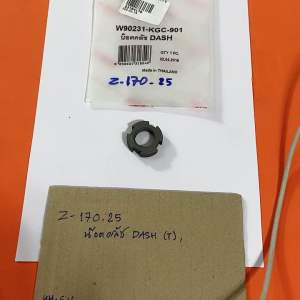 W90231-KGC-901
น๊อตคลัช DASH
QTY 1 PC.
Made in THAILAND
Z-170.25
Z-170.25
น๊อตคลัช DASH (T),